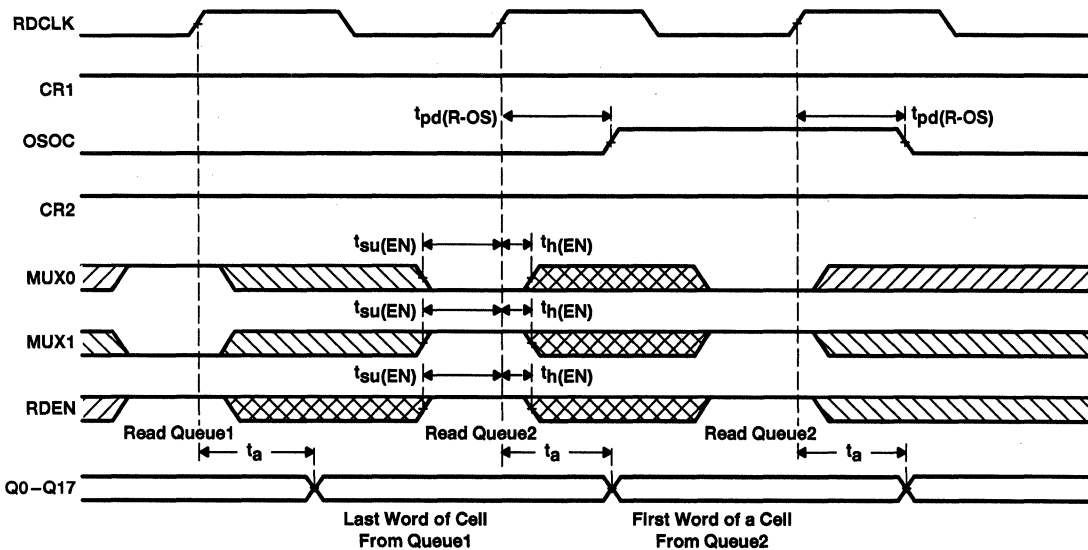 RDCLK
CR1
tpd(R-OS) tpd(R-OS)
OSOC
CR2
tsu(EN) th(EN)
MUX0
tsu(EN) th(EN)
MUX1
tsu(EN) th(EN)
RDEN
Read Queue1 Read Queue2 Read Queue2
ta ta ta
Q0–Q17
Last Word of Cell First Word of a Cell
From Queue1 From Queue2